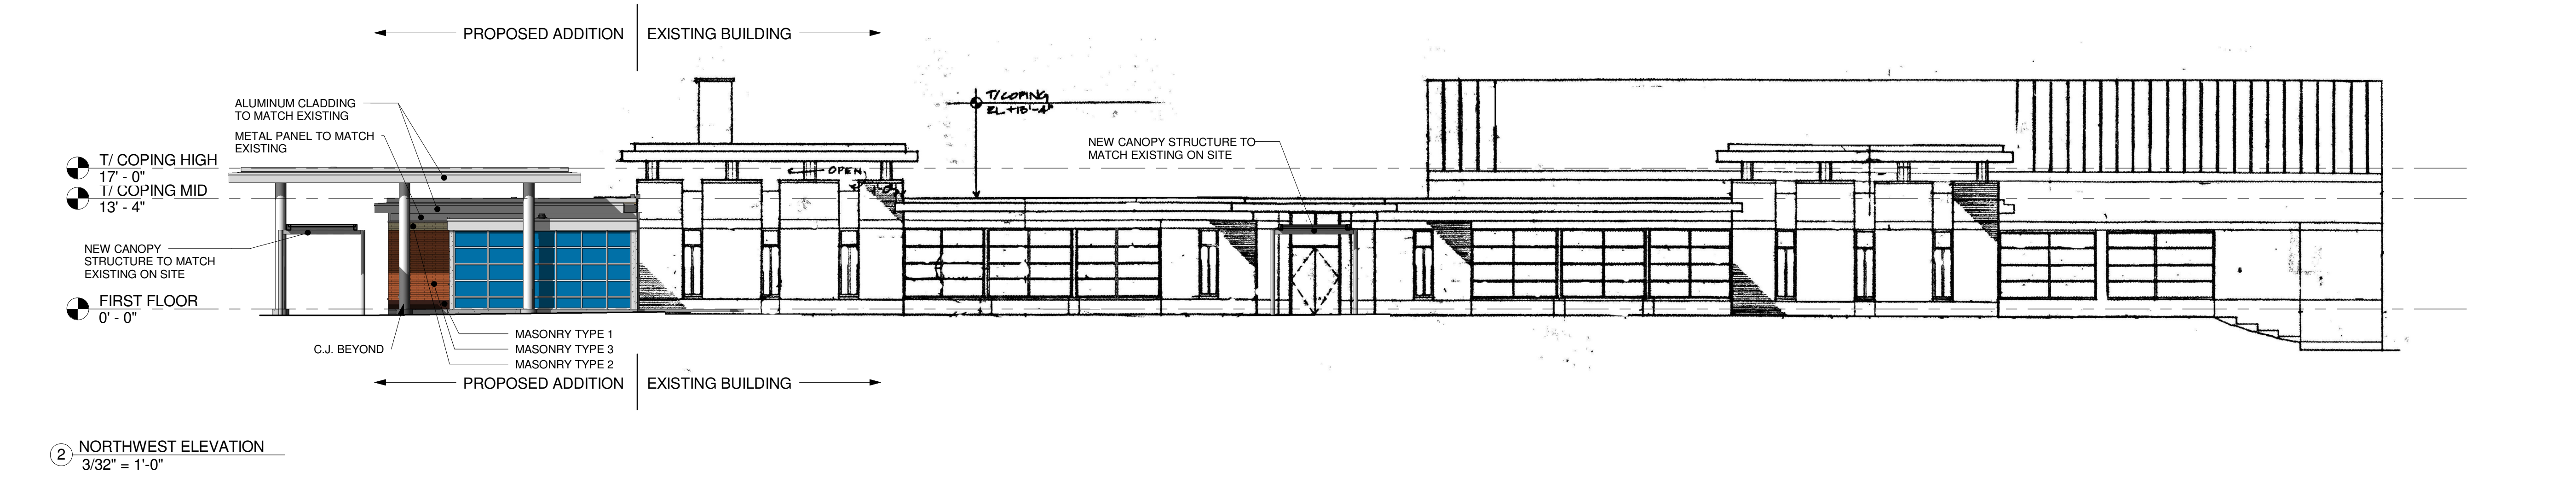 PROPOSED ADDITION
EXISTING BUILDING
ALUMINUM CLADDING
TO MATCH EXISTING
METAL PANEL TO MATCH
EXISTING
T/ COPING HIGH
17' - 0"
T/ COPING MID
13' - 4"
NEW CANOPY
STRUCTURE TO MATCH
EXISTING ON SITE
FIRST FLOOR
0' - 0"
C.J. BEYOND
MASONRY TYPE 1
MASONRY TYPE 3
MASONRY TYPE 2
OPEN
T/COPING
EL +13'-4"
NEW CANOPY STRUCTURE TO
MATCH EXISTING ON SITE
PROPOSED ADDITION
EXISTING BUILDING
2
NORTHWEST ELEVATION
3/32" = 1'-0"